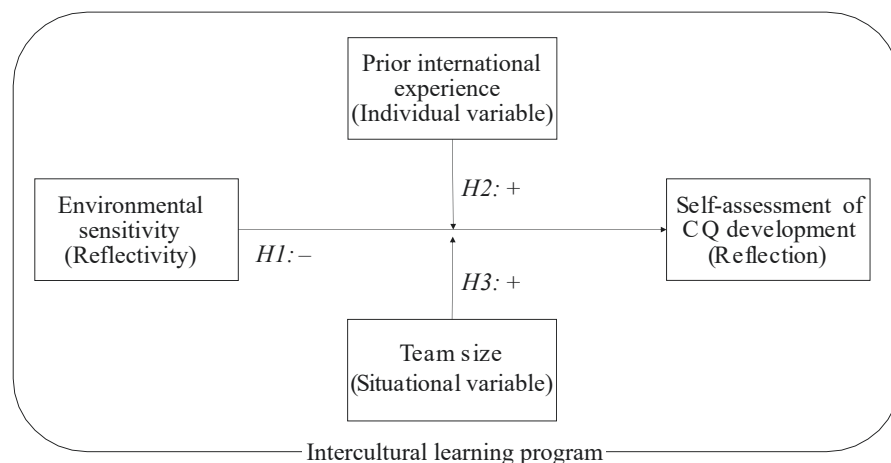 Prior international
experience
(Individual variable)
H2: +
Environmental
sensitivity
(Reflectivity)
Self-assessment of
CQ development
(Reflection)
H1: –
H3: +
Team size
(Situational variable)
Intercultural learning program